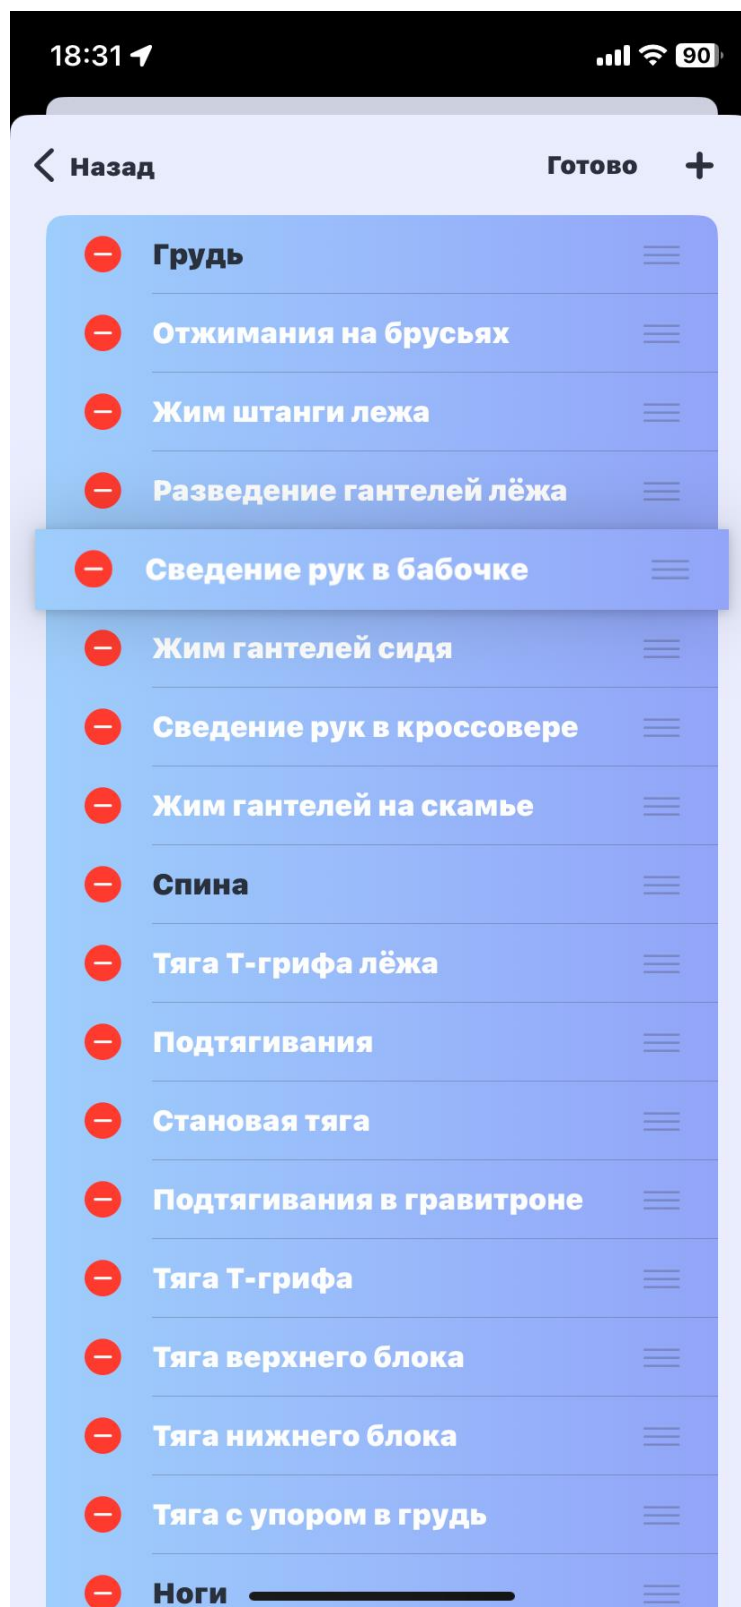 18:31
90
Назад
Готово
Грудь
Отжимания на брусьях
Жим штанги лежа
Разведение гантелей лёжа
Сведение рук в бабочке
Жим гантелей сидя
Сведение рук в кроссовере
Жим гантелей на скамье
Спина
Тяга Т-грифа лёжа
Подтягивания
Становая тяга
Подтягивания в гравитроне
Тяга Т-грифа
Тяга верхнего блока
Тяга нижнего блока
Тяга с упором в грудь
Ноги